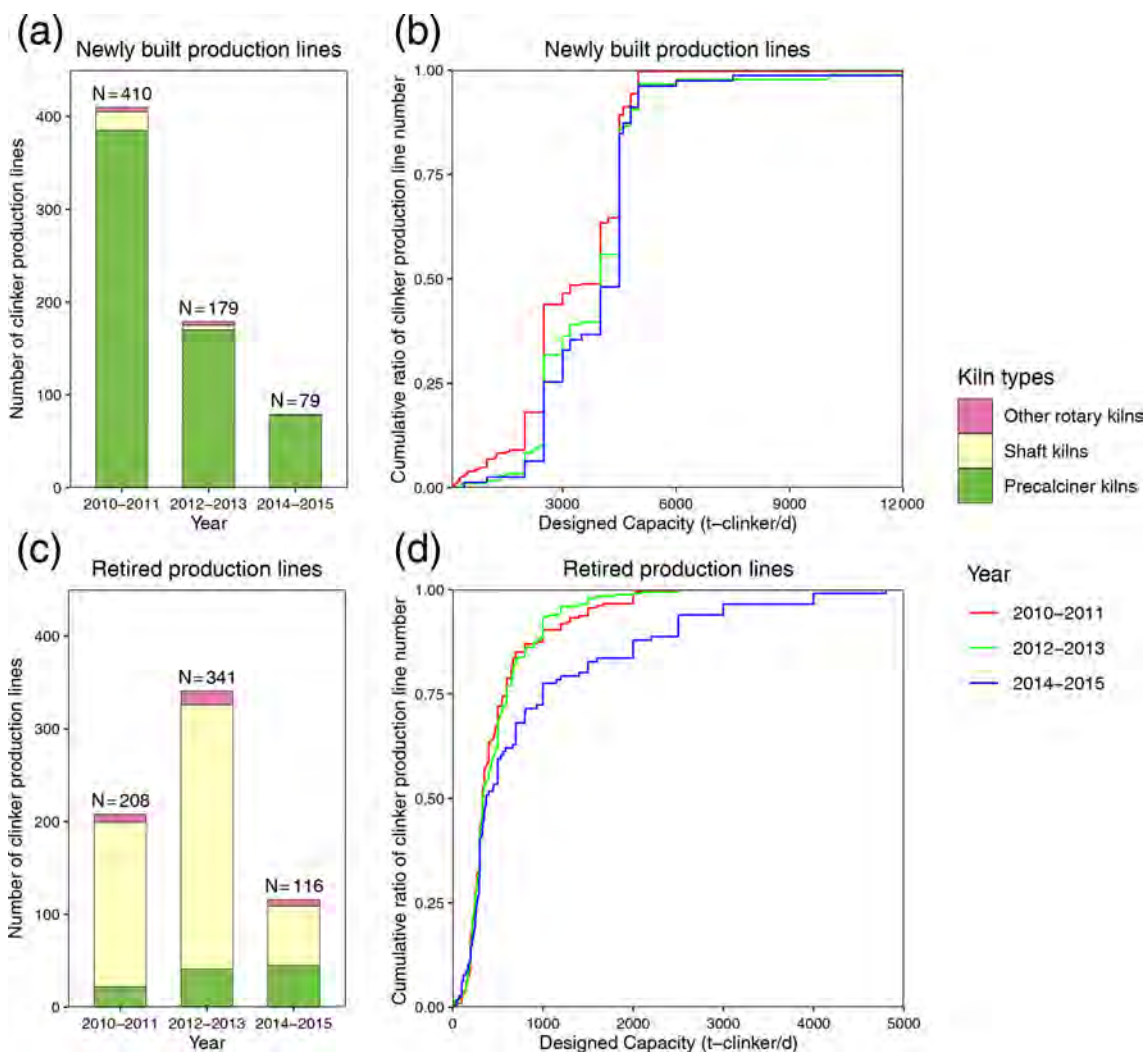 (a)
Newly built production lines
Number of clinker production lines
400
300
200
100
0
N=410
N=179
N=79
2010–2011
2012–2013
2014–2015
Year
(b)
Newly built production lines
Cumulative ratio of clinker production line number
1.00
0.75
0.50
0.25
0.00
3000
6000
9000
12000
Designed Capacity (t–clinker/d)
Kiln types
Other rotary kilns
Shaft kilns
Precalciner kilns
(c)
Retired production lines
Number of clinker production lines
400
300
200
100
0
N=208
N=341
N=116
2010–2011
2012–2013
2014–2015
Year
(d)
Retired production lines
Cumulative ratio of clinker production line number
1.00
0.75
0.50
0.25
0.00
0
1000
2000
3000
4000
5000
Designed Capacity (t–clinker/d)
Year
2010–2011
2012–2013
2014–2015